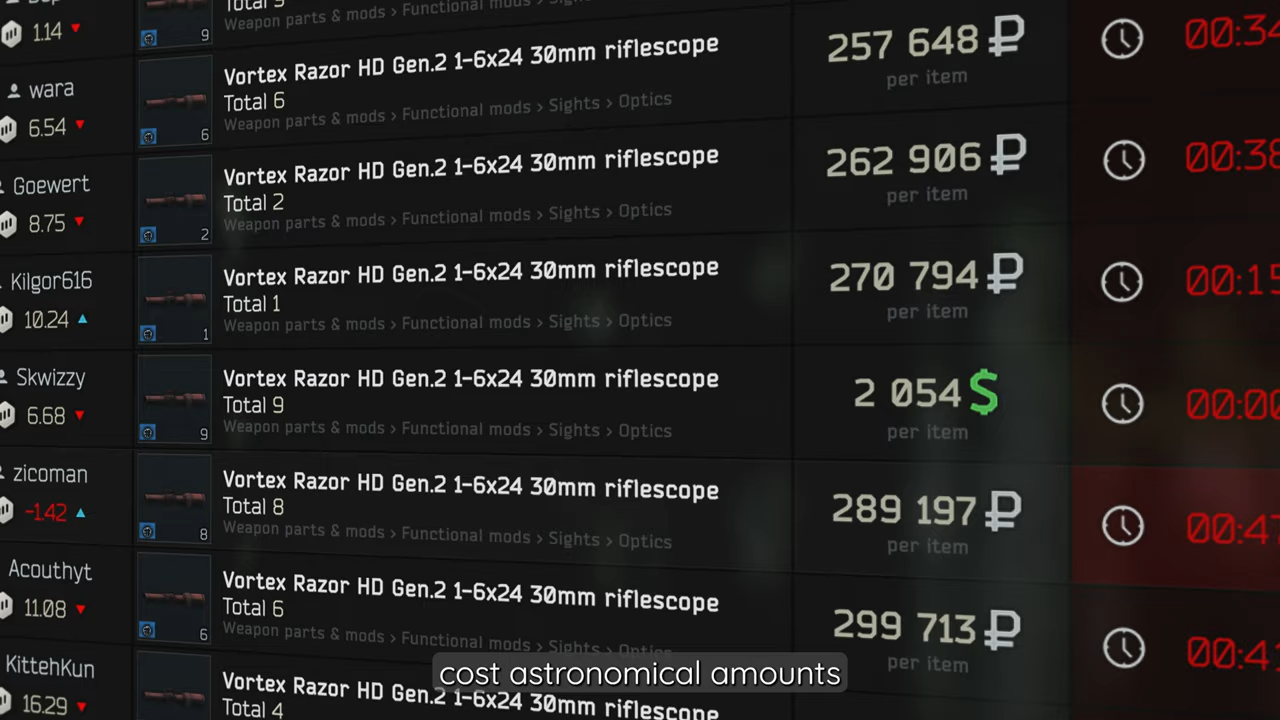 1.14
Total 9
9
wara
6.54
Vortex Razor HD Gen.2 1-6x24 30mm riflescope
Total 6
Weapon parts & mods > Functional mods > Sights > Optics
6
257 648 ₽
per item
00:34
Goewert
8.75
Vortex Razor HD Gen.2 1-6x24 30mm riflescope
Total 2
Weapon parts & mods > Functional mods > Sights > Optics
2
262 906 ₽
per item
00:38
Kilgor616
10.24
Vortex Razor HD Gen.2 1-6x24 30mm riflescope
Total 1
Weapon parts & mods > Functional mods > Sights > Optics
1
270 794 ₽
per item
00:15
Skwizzy
6.68
Vortex Razor HD Gen.2 1-6x24 30mm riflescope
Total 9
Weapon parts & mods > Functional mods > Sights > Optics
9
2 054 $
per item
00:00
zicoman
-1.42
Vortex Razor HD Gen.2 1-6x24 30mm riflescope
Total 8
Weapon parts & mods > Functional mods > Sights > Optics
8
289 197 ₽
per item
00:47
Acouthyt
11.08
Vortex Razor HD Gen.2 1-6x24 30mm riflescope
Total 6
Weapon parts & mods > Functional mods > Sights > Optics
6
299 713 ₽
per item
00:41
KittehKun
16.29
Vortex Razor HD Gen.2 1-6x24 30mm riflescope
Total 4
cost astronomical amounts